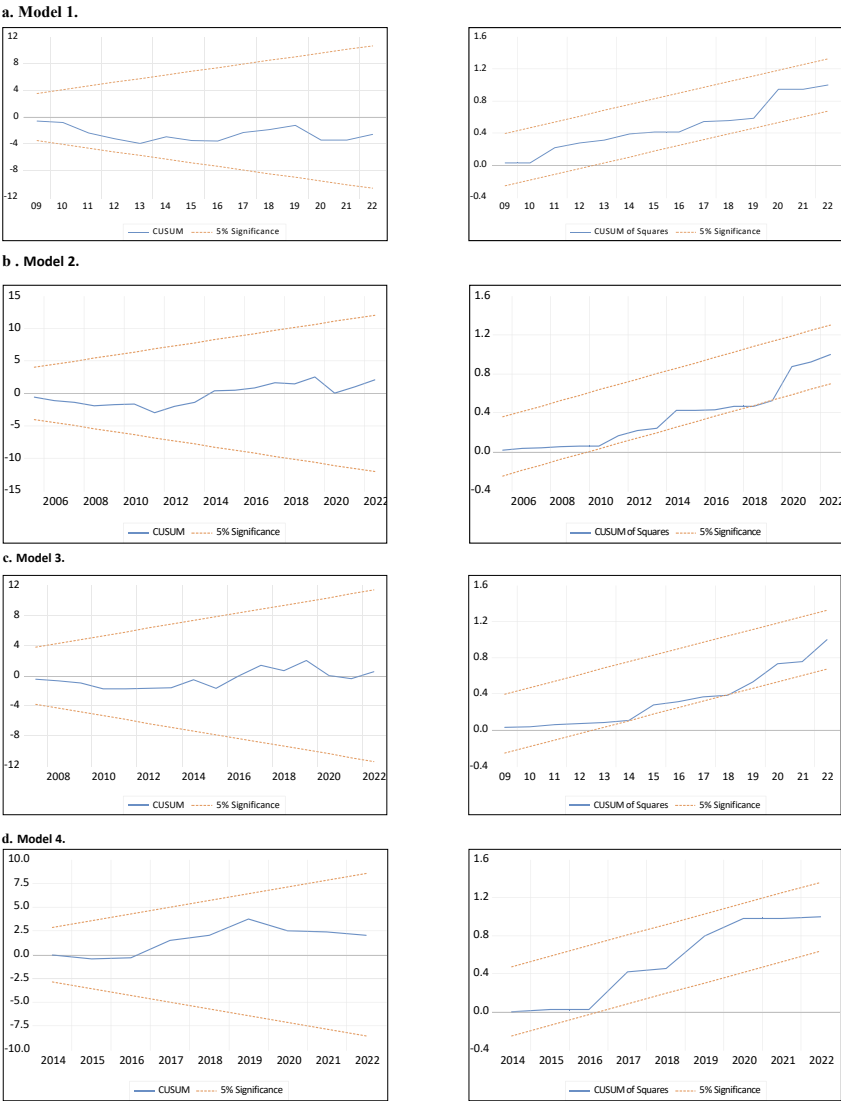 a. Model 1.
12
8
4
0
-4
-8
-12
09 10 11 12 13 14 15 16 17 18 19 20 21 22
CUSUM 5% Significance
1.6
1.2
0.8
0.4
0.0
-0.4
09 10 11 12 13 14 15 16 17 18 19 20 21 22
CUSUM of Squares 5% Significance
b . Model 2.
15
10
5
0
-5
-10
-15
2006 2008 2010 2012 2014 2016 2018 2020 2022
CUSUM 5% Significance
1.6
1.2
0.8
0.4
0.0
-0.4
2006 2008 2010 2012 2014 2016 2018 2020 2022
CUSUM of Squares 5% Significance
c. Model 3.
12
8
4
0
-4
-8
-12
2008 2010 2012 2014 2016 2018 2020 2022
CUSUM 5% Significance
1.6
1.2
0.8
0.4
0.0
-0.4
09 10 11 12 13 14 15 16 17 18 19 20 21 22
CUSUM of Squares 5% Significance
d. Model 4.
10.0
7.5
5.0
2.5
0.0
-2.5
-5.0
-7.5
-10.0
2014 2015 2016 2017 2018 2019 2020 2021 2022
CUSUM 5% Significance
1.6
1.2
0.8
0.4
0.0
-0.4
2014 2015 2016 2017 2018 2019 2020 2021 2022
CUSUM of Squares 5% Significance